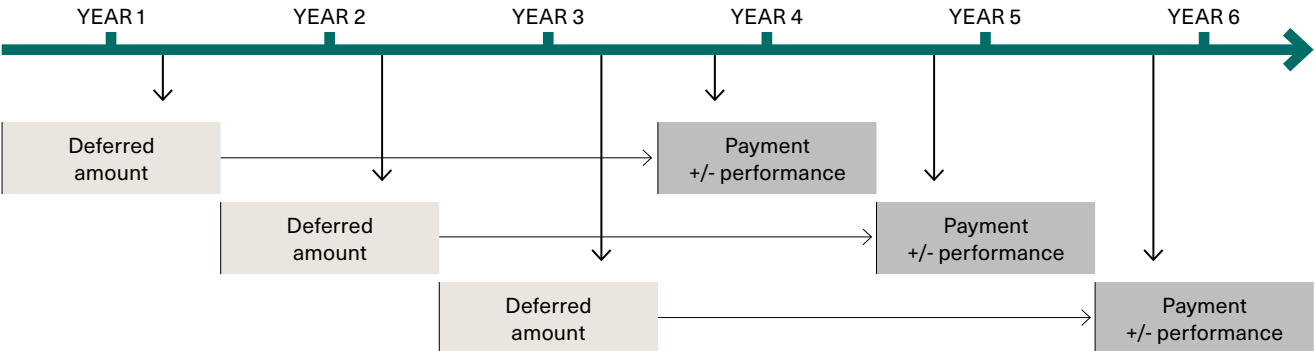 YEAR 1
YEAR 2
YEAR 3
YEAR 4
YEAR 5
YEAR 6
Deferred
amount
Payment
+/- performance
Deferred
amount
Payment
+/- performance
Deferred
amount
Payment
+/- performance